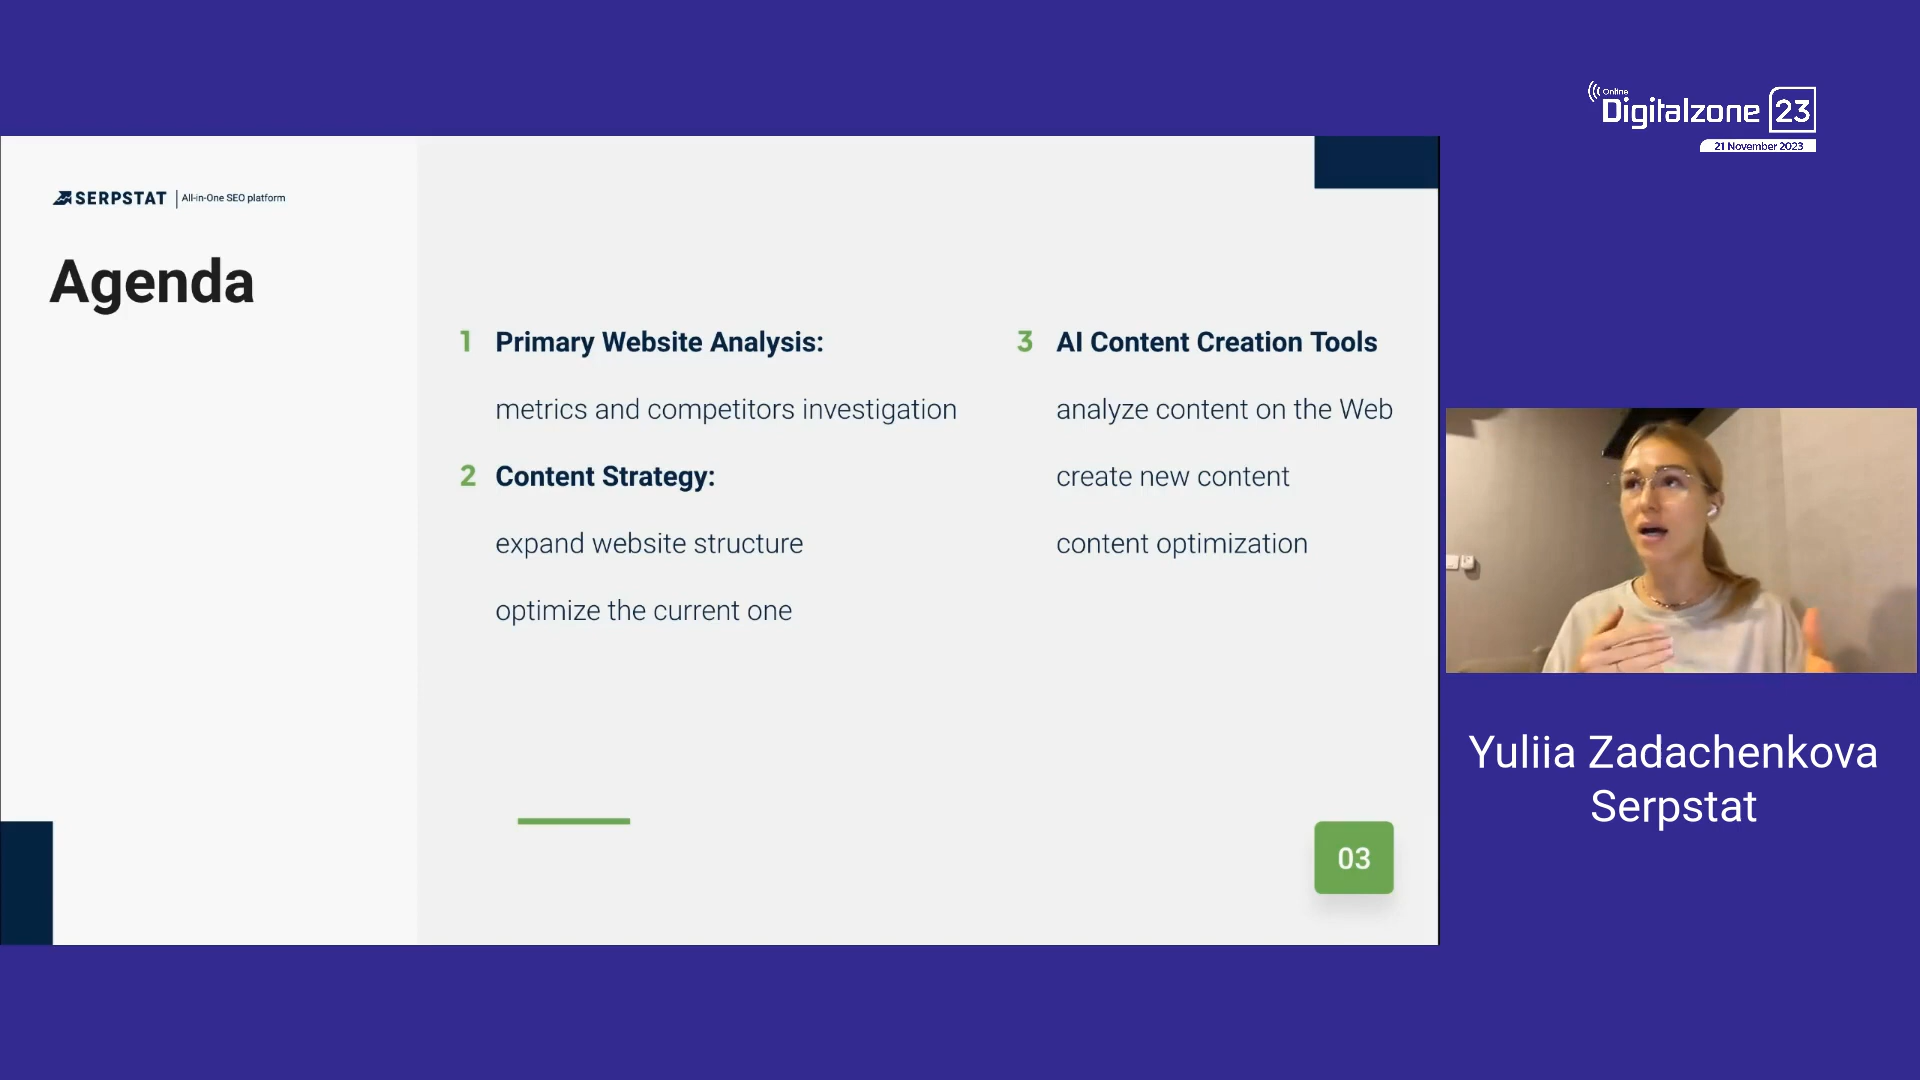 Online
Digitalzone 23
21 November 2023
SERPSTAT | All-in-One SEO platform
Agenda
1 Primary Website Analysis:
metrics and competitors investigation
2 Content Strategy:
expand website structure
optimize the current one
3 AI Content Creation Tools
analyze content on the Web
create new content
content optimization
03
Yuliia Zadachenkova
Serpstat